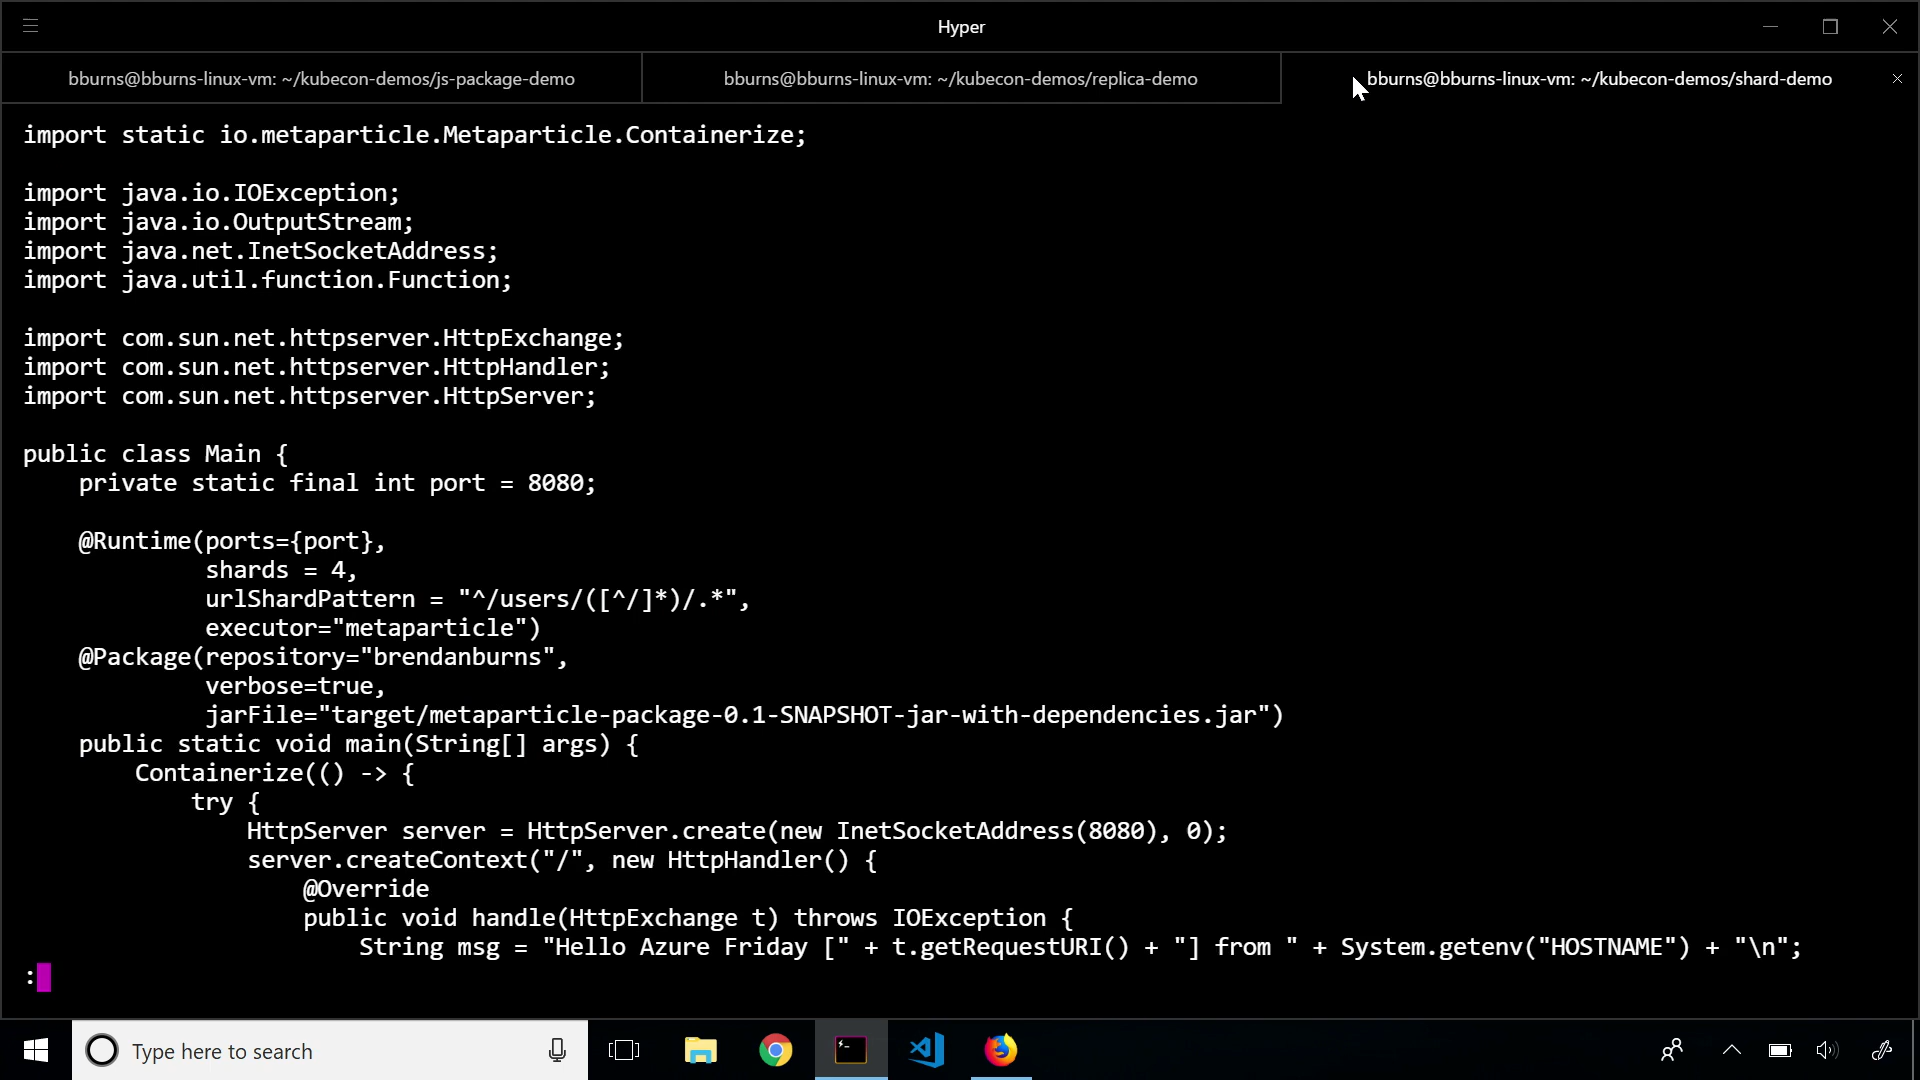 Hyper
bburns@bburns-linux-vm: ~/kubecon-demos/js-package-demo
bburns@bburns-linux-vm: ~/kubecon-demos/replica-demo
bburns@bburns-linux-vm: ~/kubecon-demos/shard-demo
import static io.metaparticle.Metaparticle.Containerize;
import java.io.IOException;
import java.io.OutputStream;
import java.net.InetSocketAddress;
import java.util.function.Function;
import com.sun.net.httpserver.HttpExchange;
import com.sun.net.httpserver.HttpHandler;
import com.sun.net.httpserver.HttpServer;
public class Main {
    private static final int port = 8080;
    @Runtime(ports={port},
             shards = 4,
             urlShardPattern = "^/users/([^/]*)/.*",
             executor="metaparticle")
    @Package(repository="brendanburns",
             verbose=true,
             jarFile="target/metaparticle-package-0.1-SNAPSHOT-jar-with-dependencies.jar")
    public static void main(String[] args) {
        Containerize(() -> {
            try {
                HttpServer server = HttpServer.create(new InetSocketAddress(8080), 0);
                server.createContext("/", new HttpHandler() {
                    @Override
                    public void handle(HttpExchange t) throws IOException {
                        String msg = "Hello Azure Friday [" + t.getRequestURI() + "] from " + System.getenv("HOSTNAME") + "\n";
:
Type here to search